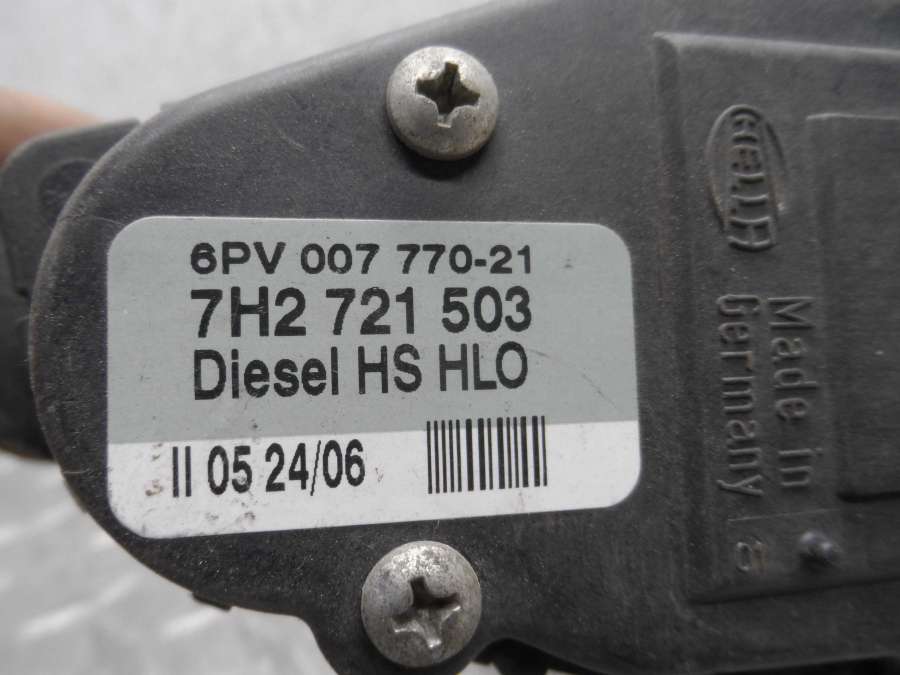 6PV 007 770-21
7H2 721 503
Diesel HS HLO
II 05 24/06
HELLA
Made in
Germany